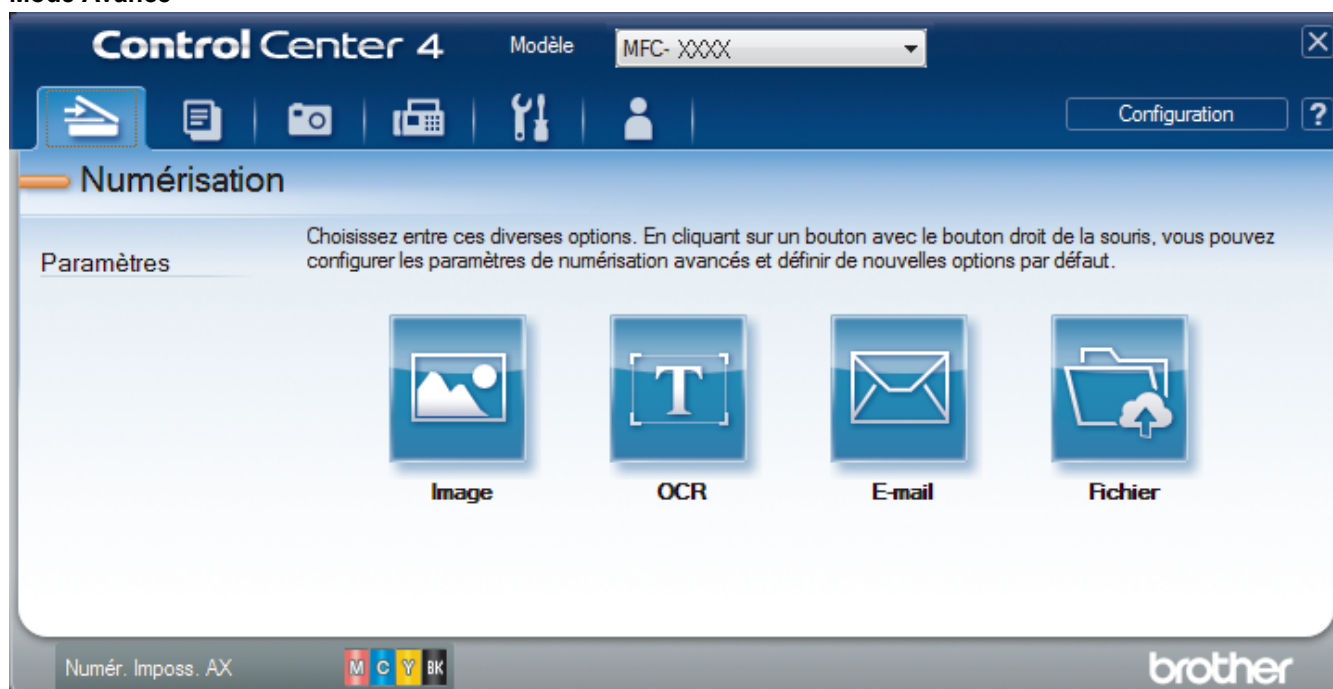 Mode Avancé
Control Center 4 Modèle MFC- XXXX X
Configuration ?
Numérisation
Paramètres
Choisissez entre ces diverses options. En cliquant sur un bouton avec le bouton droit de la souris, vous pouvez
configurer les paramètres de numérisation avancés et définir de nouvelles options par défaut.
T
Image OCR E-mail Fichier
Numér. Imposs. AX M C Y BK brother